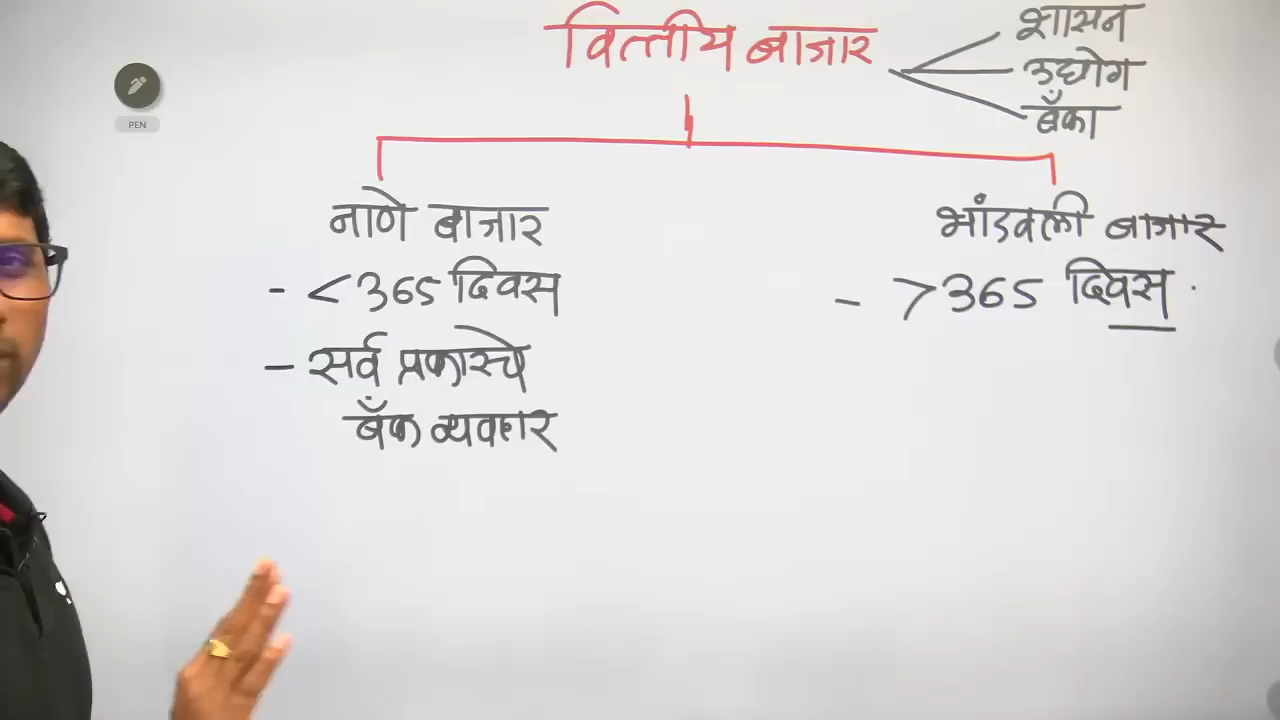 वित्तीय बाजार
शासन
उद्योग
बँका
PEN
नाणे बाजार
- <365 दिवस
- सर्व प्रकारचे
बँक व्यवहार
भांडवली बाजार
- >365 दिवस